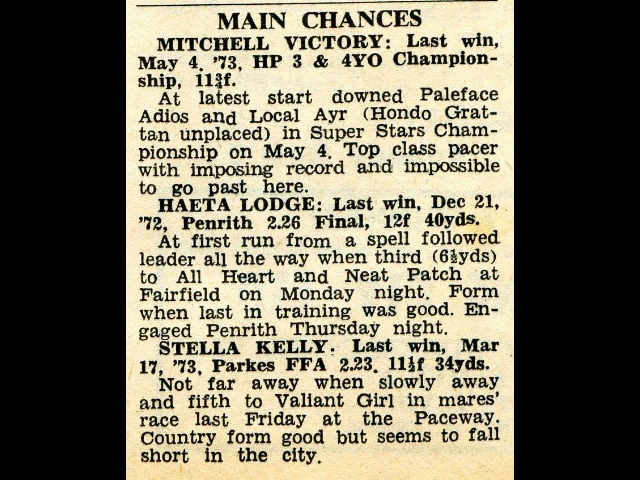 MAIN CHANCES
MITCHELL VICTORY: Last win,
May 4. '73, HP 3 & 4YO Champion-
ship, 11¾f.
At latest start downed Paleface
Adios and Local Ayr (Hondo Grat-
tan unplaced) in Super Stars Cham-
pionship on May 4. Top class pacer
with imposing record and impossible
to go past here.
HAETA LODGE: Last win, Dec 21,
'72, Penrith 2.26 Final, 12f 40yds.
At first run from a spell followed
leader all the way when third (6½yds)
to All Heart and Neat Patch at
Fairfield on Monday night. Form
when last in training was good. En-
gaged Penrith Thursday night.
STELLA KELLY: Last win, Mar
17, '73, Parkes FFA 2.23. 11½f 34yds.
Not far away when slowly away
and fifth to Valiant Girl in mares'
race last Friday at the Paceway.
Country form good but seems to fall
short in the city.